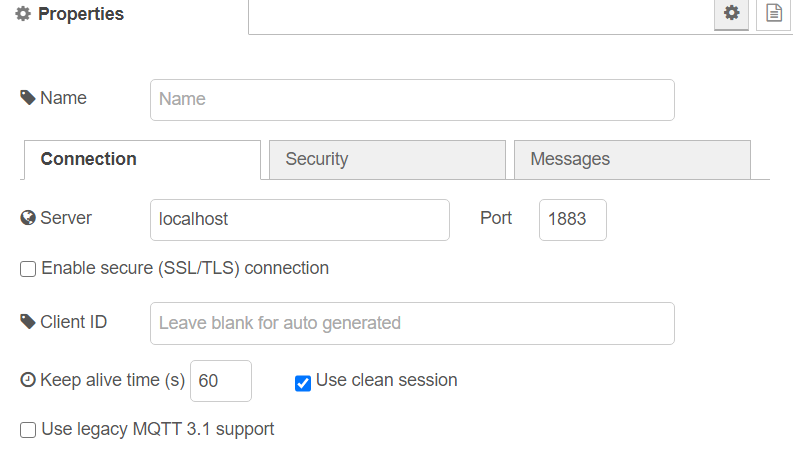 Properties
Name Name
Connection Security Messages
Server localhost Port 1883
Enable secure (SSL/TLS) connection
Client ID Leave blank for auto generated
Keep alive time (s) 60 Use clean session
Use legacy MQTT 3.1 support